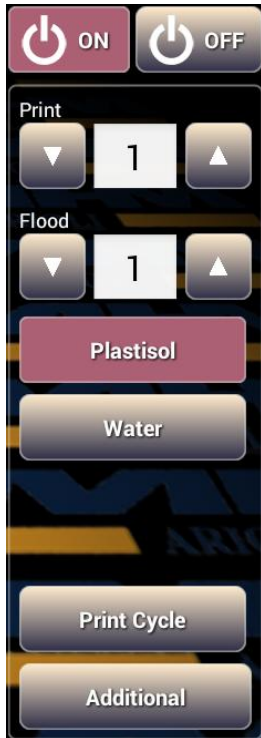 ON OFF
Print
1
Flood
1
Plastisol
Water
Print Cycle
Additional